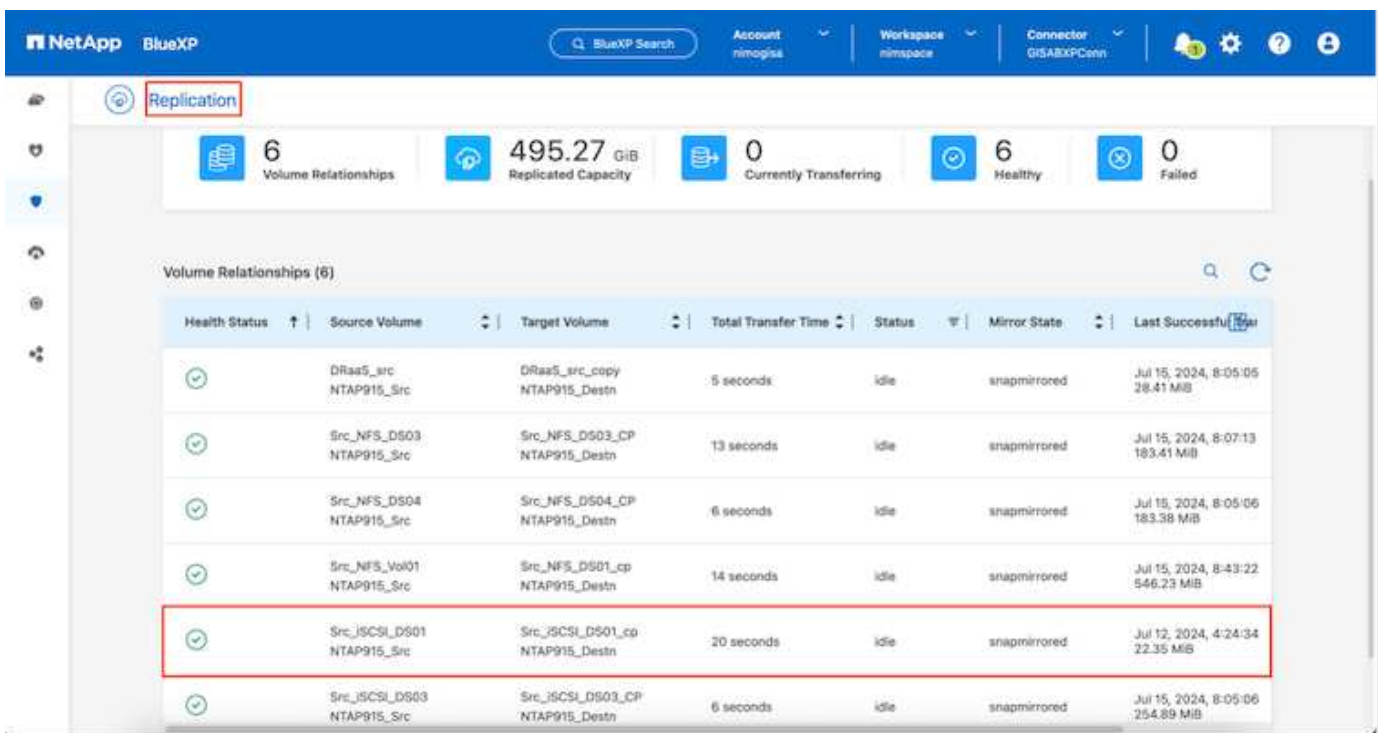 NetApp BlueXP
BlueXP Search
Account
nimogisa
Workspace
nimspace
Connector
GISABXPConn
1
Replication
6
Volume Relationships
495.27 GiB
Replicated Capacity
0
Currently Transferring
6
Healthy
0
Failed
Volume Relationships (6)
Health Status Source Volume Target Volume Total Transfer Time Status Mirror State Last Successful
DRaaS_src DRaaS_src_copy 5 seconds idle snapmirrored Jul 15, 2024, 8:05:05
NTAP915_Src NTAP915_Destn 28.41 MiB
Src_NFS_DS03 Src_NFS_DS03_CP 13 seconds idle snapmirrored Jul 15, 2024, 8:07:13
NTAP915_Src NTAP915_Destn 183.41 MiB
Src_NFS_DS04 Src_NFS_DS04_CP 6 seconds idle snapmirrored Jul 15, 2024, 8:05:06
NTAP915_Src NTAP915_Destn 183.38 MiB
Src_NFS_Vol01 Src_NFS_DS01_cp 14 seconds idle snapmirrored Jul 15, 2024, 8:43:22
NTAP915_Src NTAP915_Destn 546.23 MiB
Src_iSCSI_DS01 Src_iSCSI_DS01_cp 20 seconds idle snapmirrored Jul 12, 2024, 4:24:34
NTAP915_Src NTAP915_Destn 22.35 MiB
Src_iSCSI_DS03 Src_iSCSI_DS03_CP 6 seconds idle snapmirrored Jul 15, 2024, 8:05:06
NTAP915_Src NTAP915_Destn 254.89 MiB